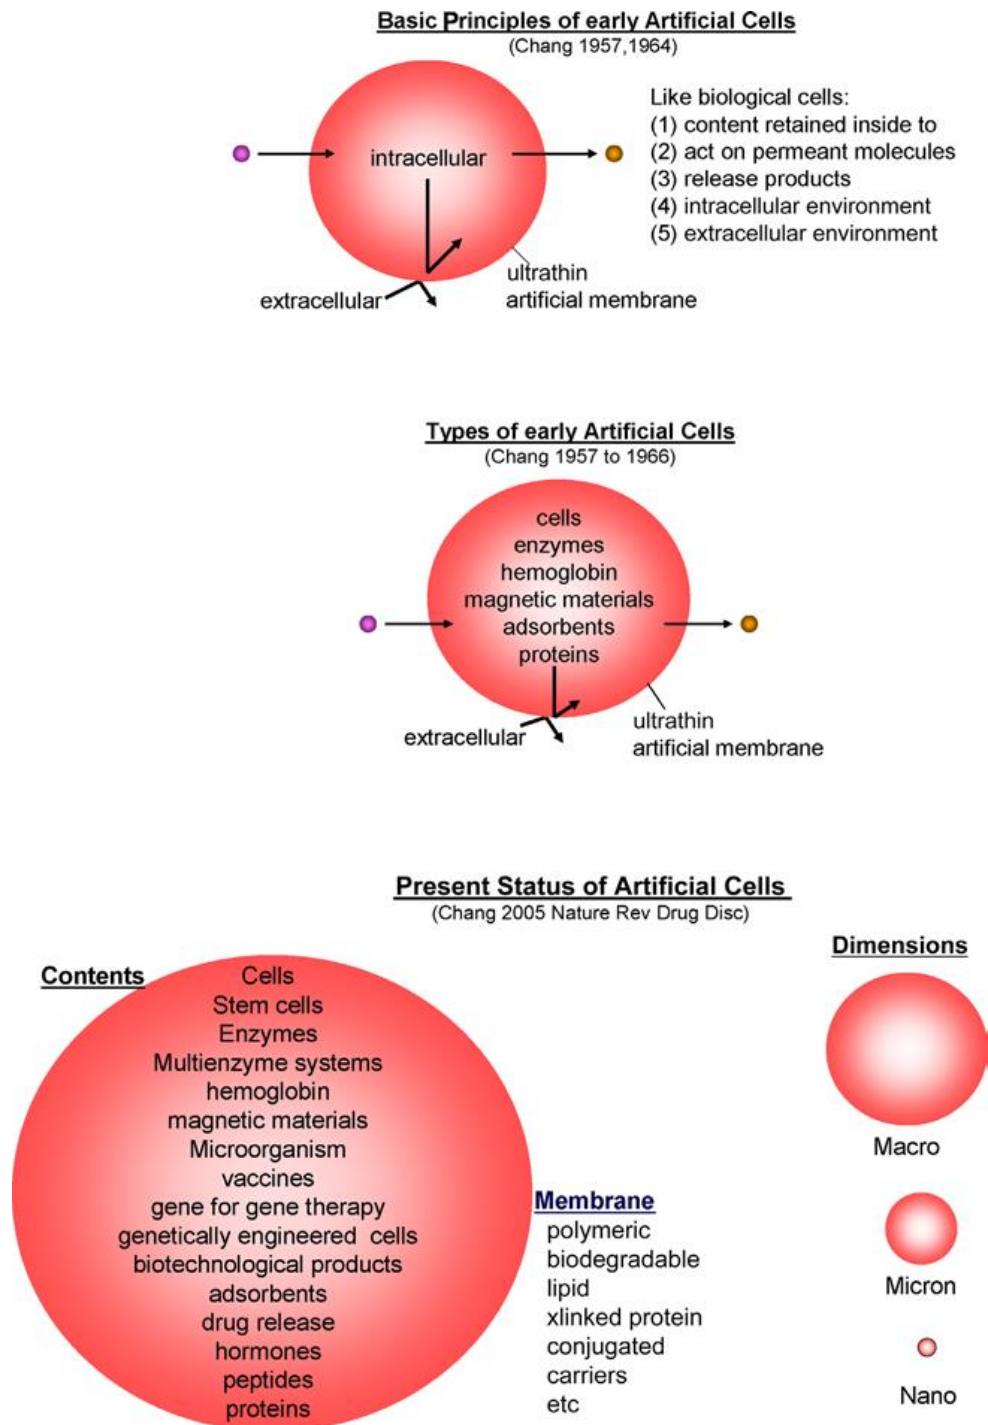 Basic Principles of early Artificial Cells
(Chang 1957,1964)
Like biological cells:
(1) content retained inside to
(2) act on permeant molecules
(3) release products
(4) intracellular environment
(5) extracellular environment
intracellular
extracellular
ultrathin
artificial membrane
Types of early Artificial Cells
(Chang 1957 to 1966)
cells
enzymes
hemoglobin
magnetic materials
adsorbents
proteins
extracellular
ultrathin
artificial membrane
Present Status of Artificial Cells
(Chang 2005 Nature Rev Drug Disc)
Contents
Cells
Stem cells
Enzymes
Multienzyme systems
hemoglobin
magnetic materials
Microorganism
vaccines
gene for gene therapy
genetically engineered cells
biotechnological products
adsorbents
drug release
hormones
peptides
proteins
Membrane
polymeric
biodegradable
lipid
xlinked protein
conjugated
carriers
etc
Dimensions
Macro
Micron
Nano